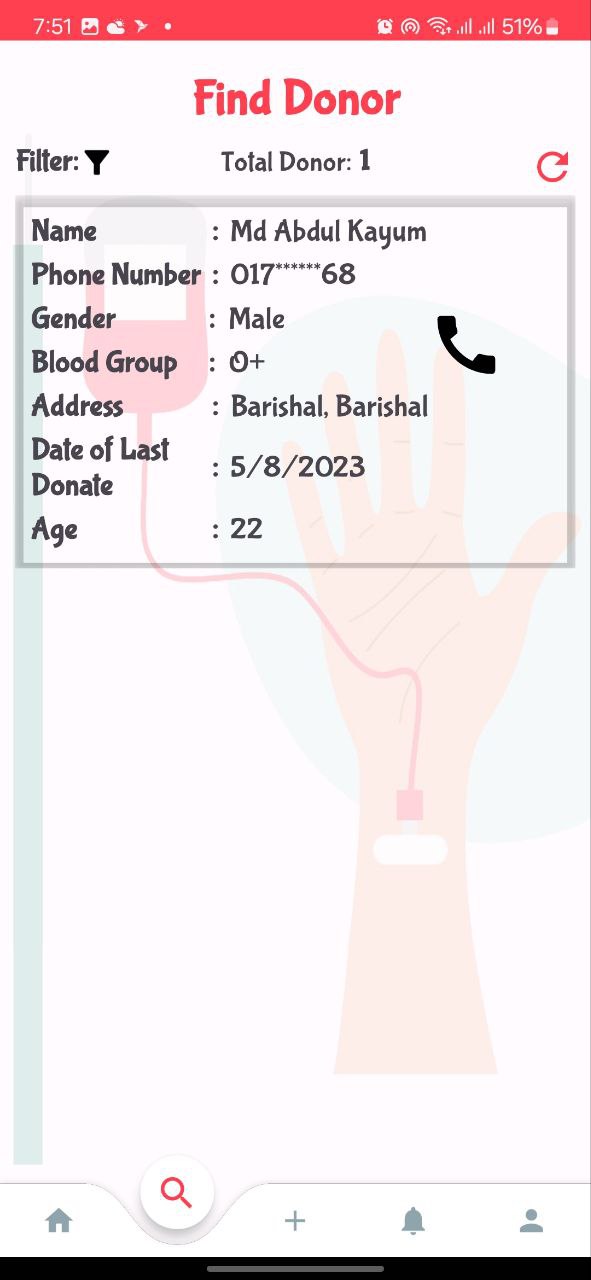 7:51 51%
Find Donor
Filter: Total Donor: 1
Name : Md Abdul Kayum
Phone Number : 017******68
Gender : Male
Blood Group : O+
Address : Barishal, Barishal
Date of Last
Donate : 5/8/2023
Age : 22